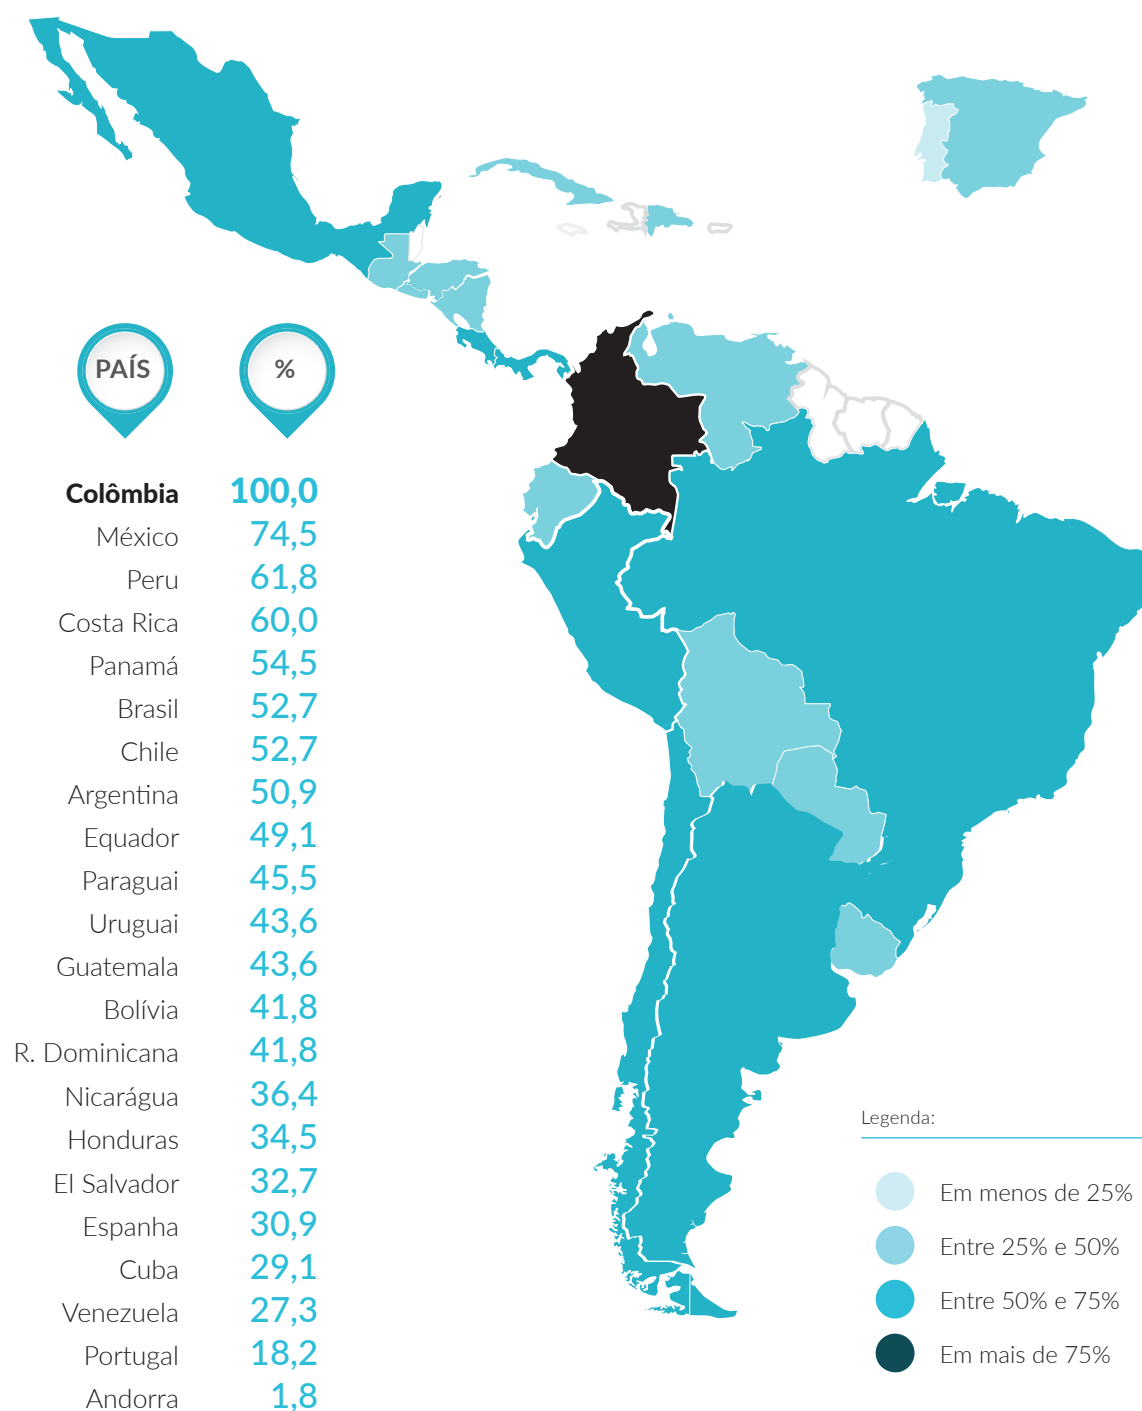 PAÍS %
Colômbia 100,0
México 74,5
Peru 61,8
Costa Rica 60,0
Panamá 54,5
Brasil 52,7
Chile 52,7
Argentina 50,9
Equador 49,1
Paraguai 45,5
Uruguai 43,6
Guatemala 43,6
Bolívia 41,8
R. Dominicana 41,8
Nicarágua 36,4
Honduras 34,5
El Salvador 32,7
Espanha 30,9
Cuba 29,1
Venezuela 27,3
Portugal 18,2
Andorra 1,8
Legenda:
Em menos de 25%
Entre 25% e 50%
Entre 50% e 75%
Em mais de 75%